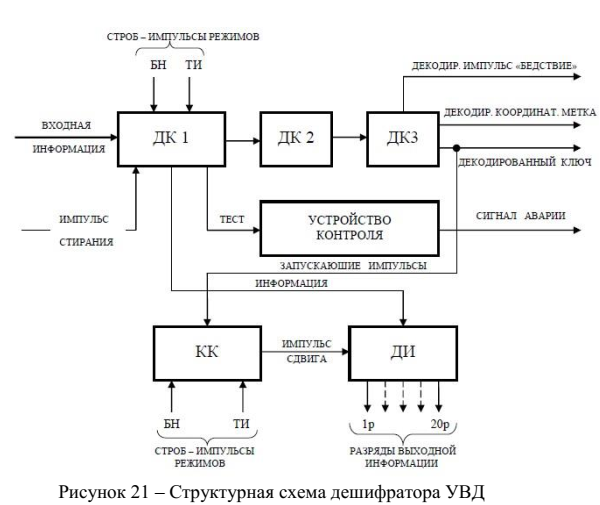 СТРОБ – ИМПУЛЬСЫ РЕЖИМОВ
БН ТИ
ДЕКОДИР. ИМПУЛЬС «БЕДСТВИЕ»
ВХОДНАЯ
ИНФОРМАЦИЯ
ДК 1
ДК 2
ДК3
ДЕКОДИР. КООРДИНАТ. МЕТКА
ДЕКОДИРОВАННЫЙ КЛЮЧ
ИМПУЛЬС
СТИРАНИЯ
ТЕСТ
УСТРОЙСТВО
КОНТРОЛЯ
СИГНАЛ АВАРИИ
ЗАПУСКАЮШИЕ ИМПУЛЬСЫ
ИНФОРМАЦИЯ
КК
ИМПУЛЬС
СДВИГА
ДИ
БН ТИ
1р 20р
СТРОБ – ИМПУЛЬСЫ
РЕЖИМОВ
РАЗРЯДЫ ВЫХОДНОЙ
ИНФОРМАЦИИ
Рисунок 21 – Структурная схема дешифратора УВД